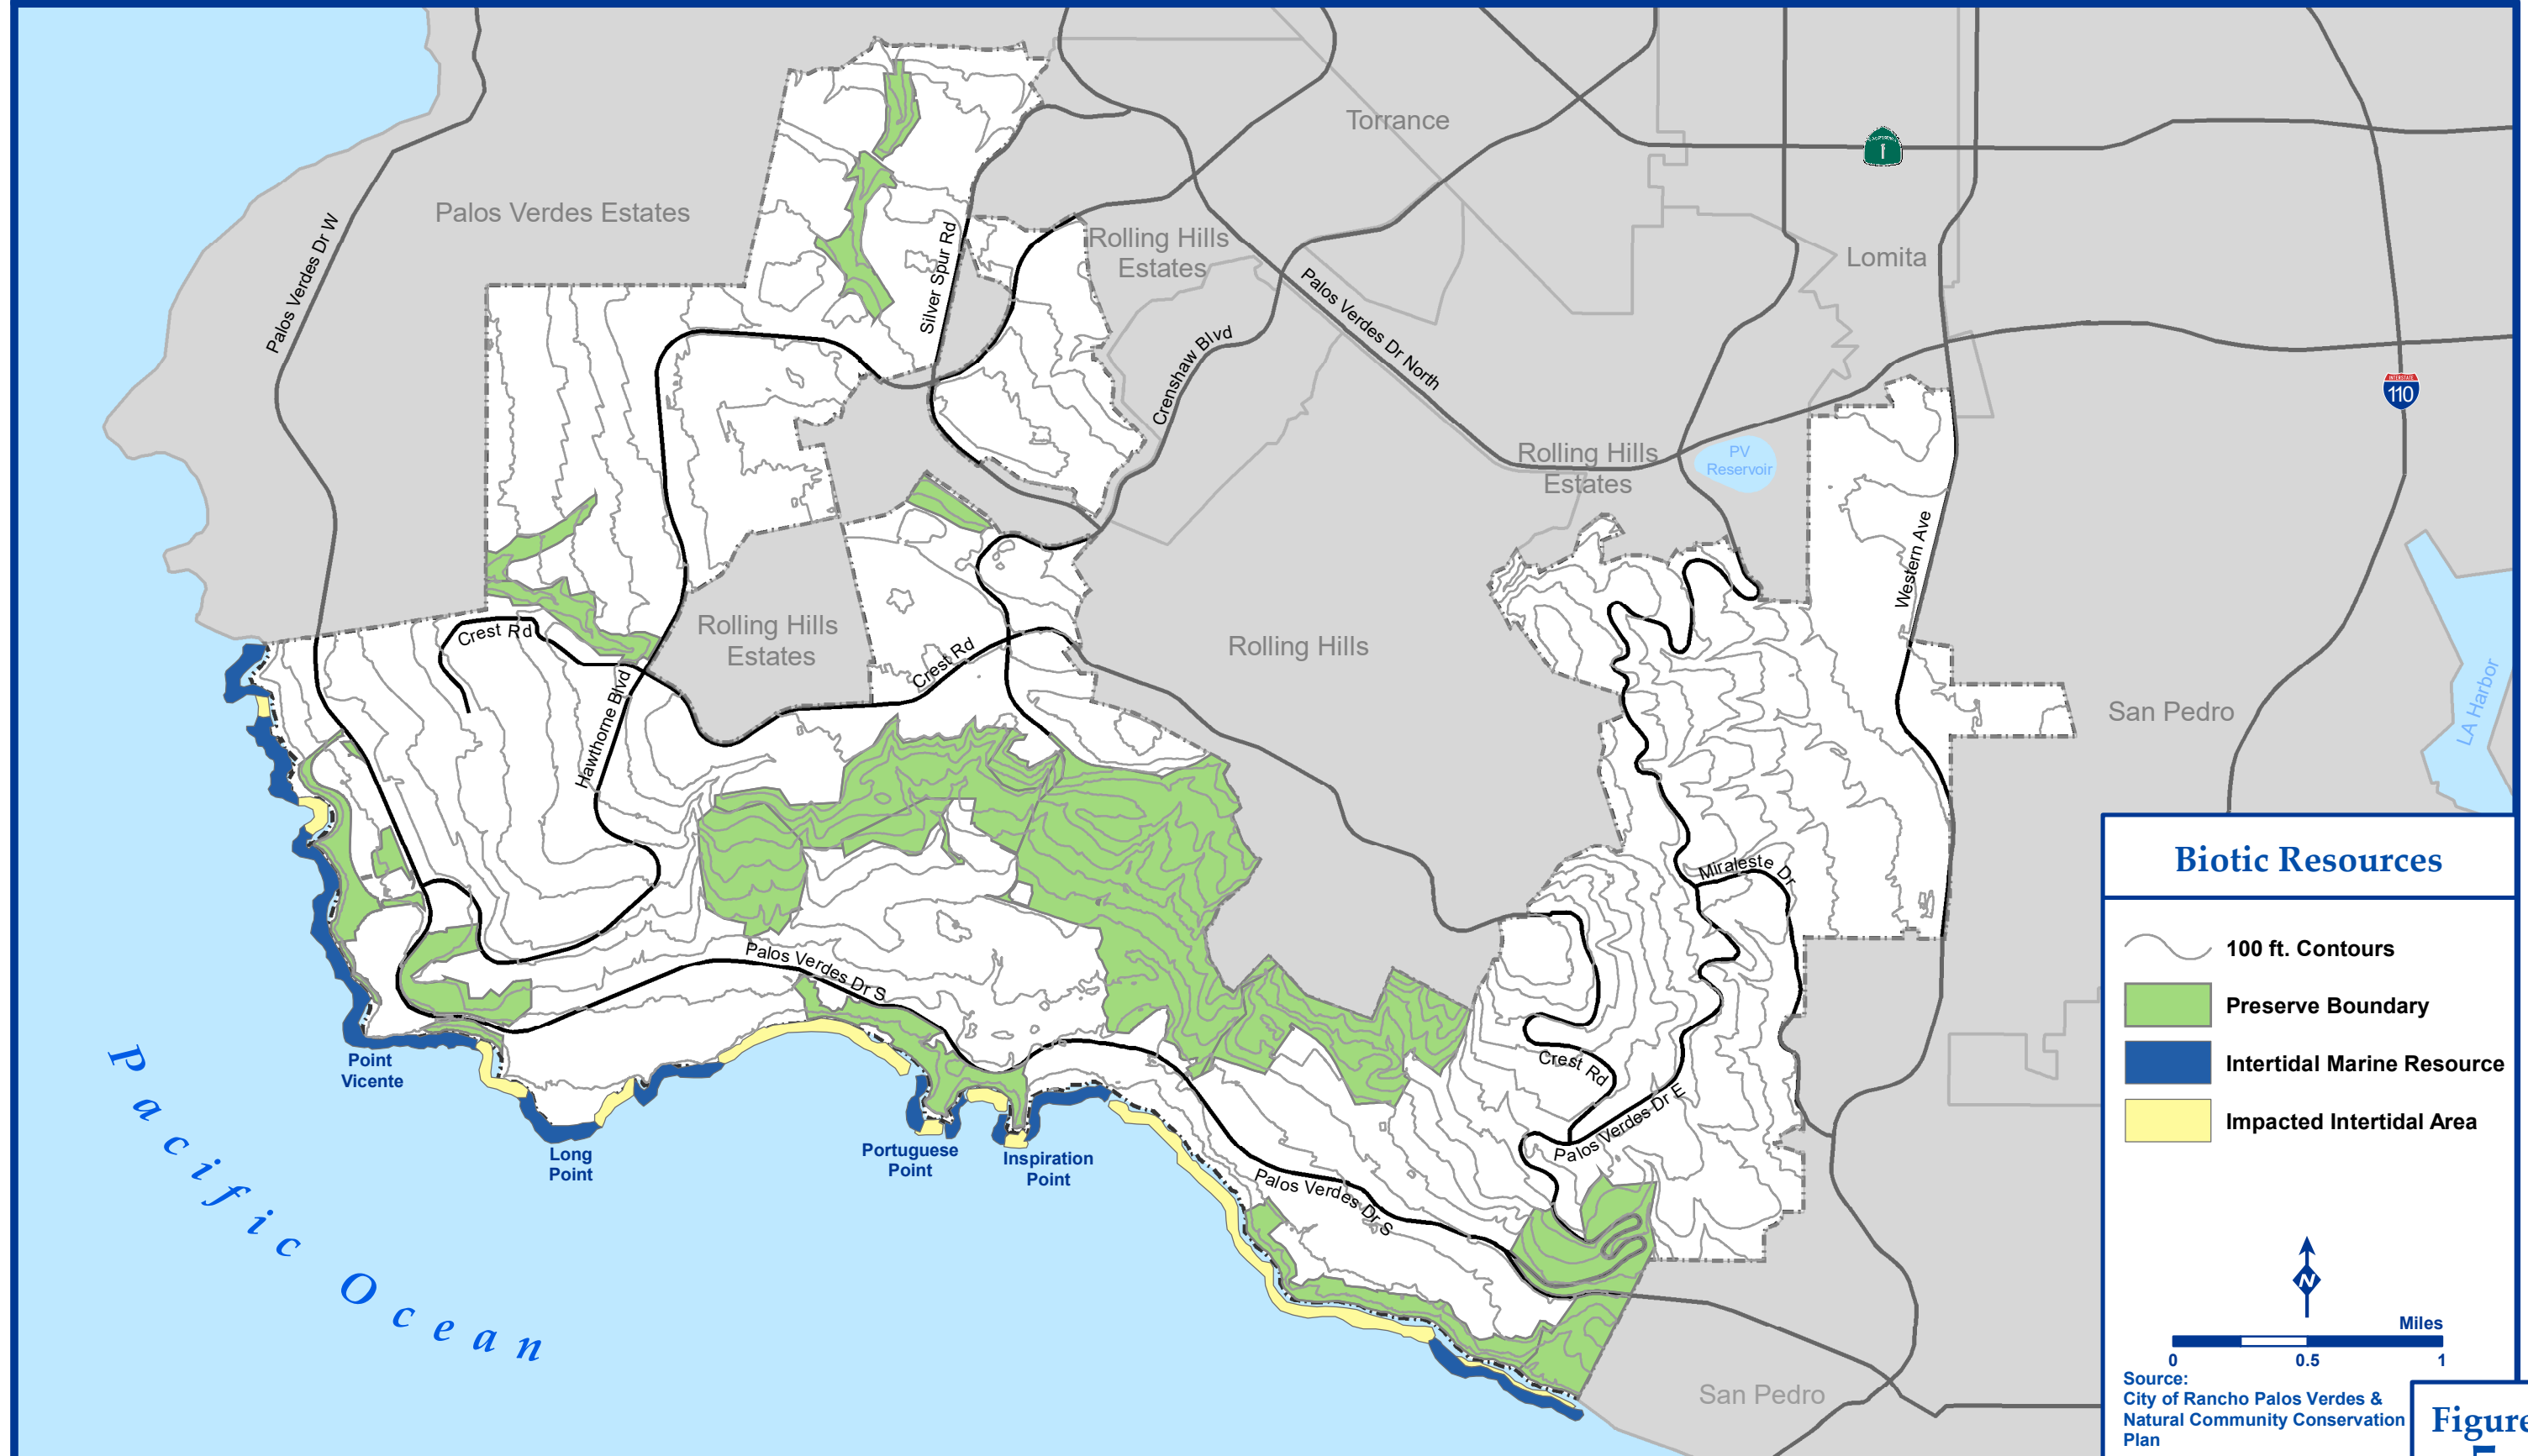 Torrance
1
Palos Verdes Estates
Palos Verdes Dr W
Silver Spur Rd
Rolling Hills
Estates
Lomita
Palos Verdes Dr North
Crenshaw Blvd
110
Rolling Hills
Estates
PV
Reservoir
Western Ave
Crest Rd
Rolling Hills
Estates
Crest Rd
Rolling Hills
Hawthorne Blvd
San Pedro
LA Harbor
Miraleste Dr
Palos Verdes Dr S
Crest Rd
Palos Verdes Dr E
Palos Verdes Dr S
Point
Vicente
Long
Point
Portuguese
Point
Inspiration
Point
Pacific Ocean
San Pedro
Biotic Resources
100 ft. Contours
Preserve Boundary
Intertidal Marine Resource
Impacted Intertidal Area
N
Miles
0 0.5 1
Source:
City of Rancho Palos Verdes &
Natural Community Conservation
Plan
Figure